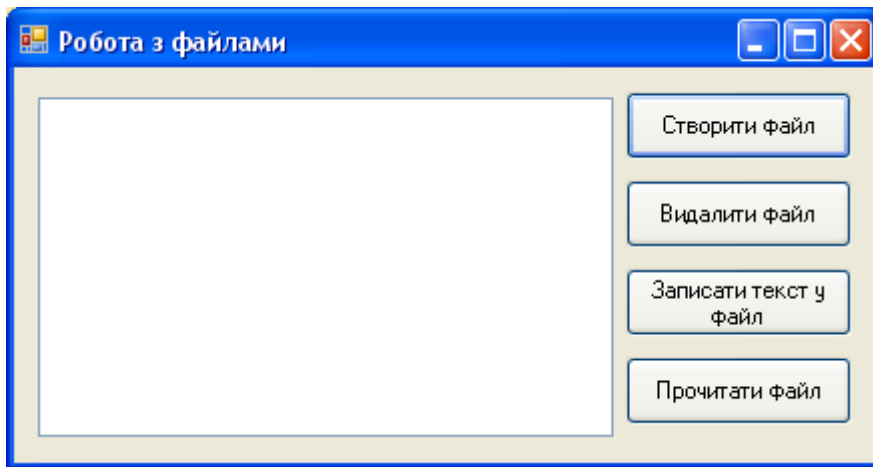 Робота з файлами
Створити файл
Видалити файл
Записати текст у
файл
Прочитати файл